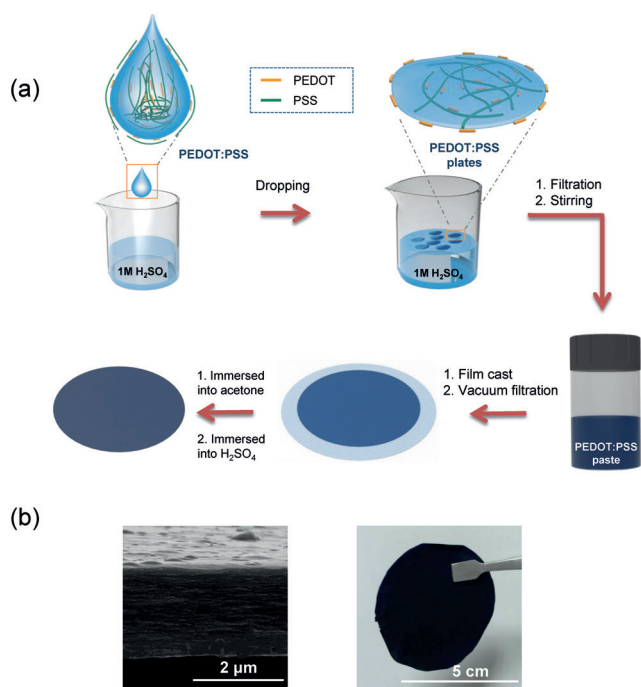 (a)
PEDOT
PSS
PEDOT:PSS
PEDOT:PSS
plates
Dropping
1. Filtration
2. Stirring
1M H₂SO₄
1M H₂SO₄
1. Immersed
into acetone
2. Immersed
into H₂SO₄
1. Film cast
2. Vacuum filtration
PEDOT:PSS
paste
(b)
2 µm
5 cm